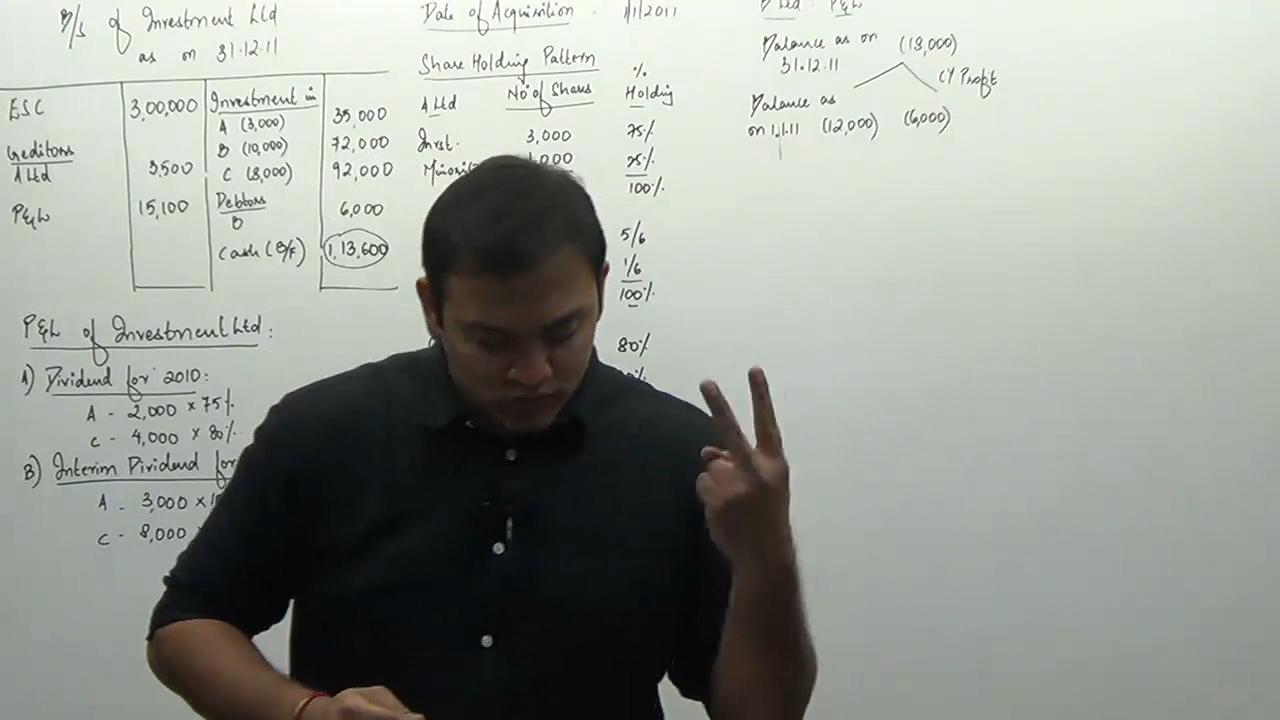 B/S of Investment Ltd
as on 31.12.11
ESC 3,00,000 Investment in
A (3,000) 35,000
B (10,000) 72,000
C (8,000) 92,000
Creditors
A Ltd 3,500
P&L 15,100
Debtors
B 6,000
Cash (B/F) 1,13,600
P&L of Investment Ltd:
A) Dividend for 2010:
A - 2,000 × 75%
C - 4,000 × 80%
B) Interim Dividend for
A - 3,000 ×
C - 8,000
Date of Acquisition - 1/1/2011
Share Holding Pattern
A Ltd No of Shares % Holding
Invst. 3,000 75%
000 25%
100%
5/6
1/6
100%
80%
P&L
Balance as on
31.12.11 (18,000)
CY Profit
Balance as
on 1.1.11 (12,000) (6,000)